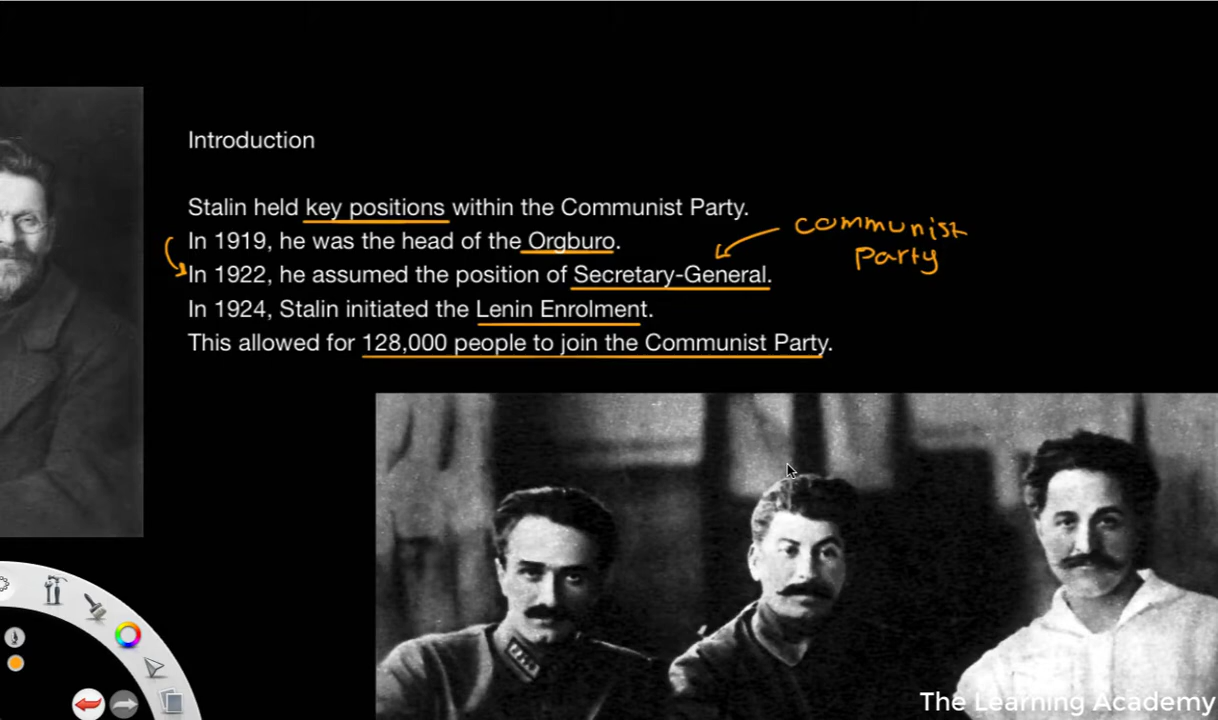 Introduction
Stalin held key positions within the Communist Party.
In 1919, he was the head of the Orgburo.
communist
party
In 1922, he assumed the position of Secretary-General.
In 1924, Stalin initiated the Lenin Enrolment.
This allowed for 128,000 people to join the Communist Party.
The Learning Academy